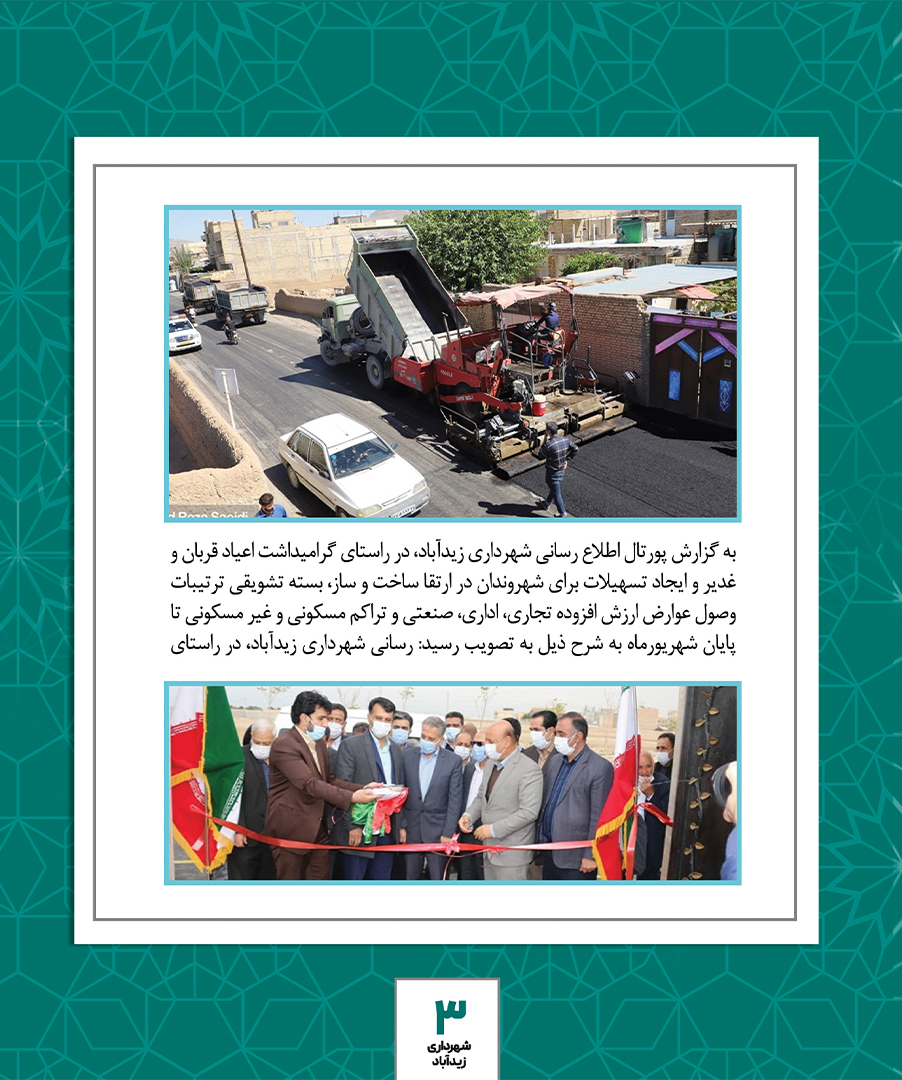 d Reza Saeidi
به گزارش پورتال اطلاع رسانی شهرداری زیدآباد، در راستای گرامیداشت اعیاد قربان و
غدیر و ایجاد تسهیلات برای شهروندان در ارتقا ساخت و ساز، بسته تشویقی ترتیبات
وصول عوارض ارزش افزوده تجاری، اداری، صنعتی و تراکم مسکونی و غیر مسکونی تا
پایان شهریورماه به شرح ذیل به تصویب رسید: رسانی شهرداری زیدآباد، در راستای
۳
شهرداری
زیدآباد